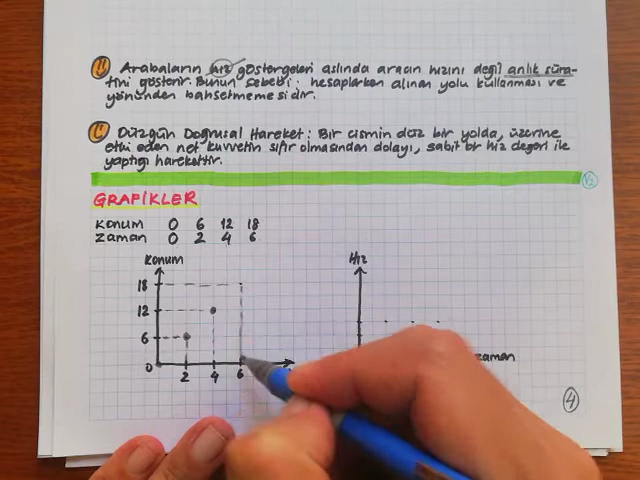 Arabaların hız göstergeleri aslında aracın hızını değil anlık süra-
tini gösterir. Bunun sebebi; hesaplarken alınan yolu kullanması ve
yönünden bahsetmemesidir.
Düzgün Doğrusal Hareket: Bir cismin düz bir yolda, üzerine
etki eden net kuvvetin sıfır olmasından dolayı, sabit bir hız değeri ile
yaptığı harekettir.
GRAFİKLER
Konum 0 6 12 18
Zaman 0 2 4 6
Konum
18
12
6
0
2 4 6
Hız
zaman
4